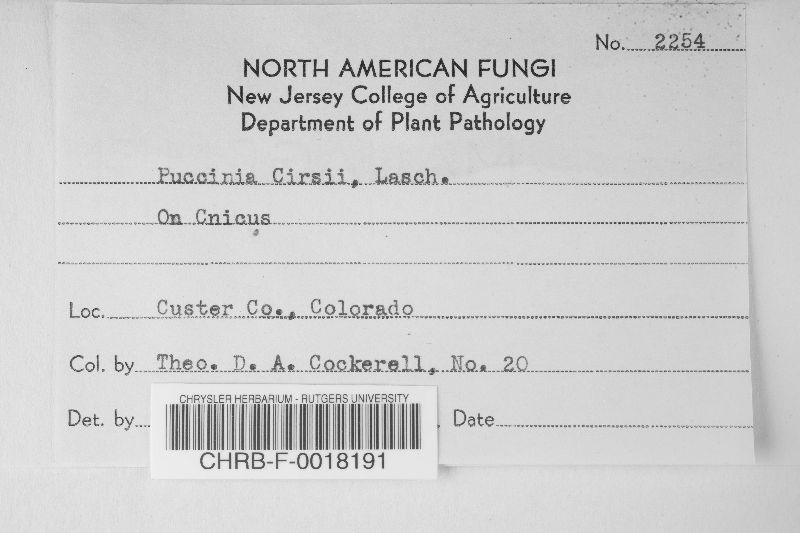 No. 2254
NORTH AMERICAN FUNGI
New Jersey College of Agriculture
Department of Plant Pathology
Puccinia Cirsii, Lasch.
On Cnicus
Loc. Custer Co., Colorado
Col. by Theo. D. A. Cockerell, No. 20
Det. by Date
CHRYSLER HERBARIUM - RUTGERS UNIVERSITY
CHRB-F-0018191